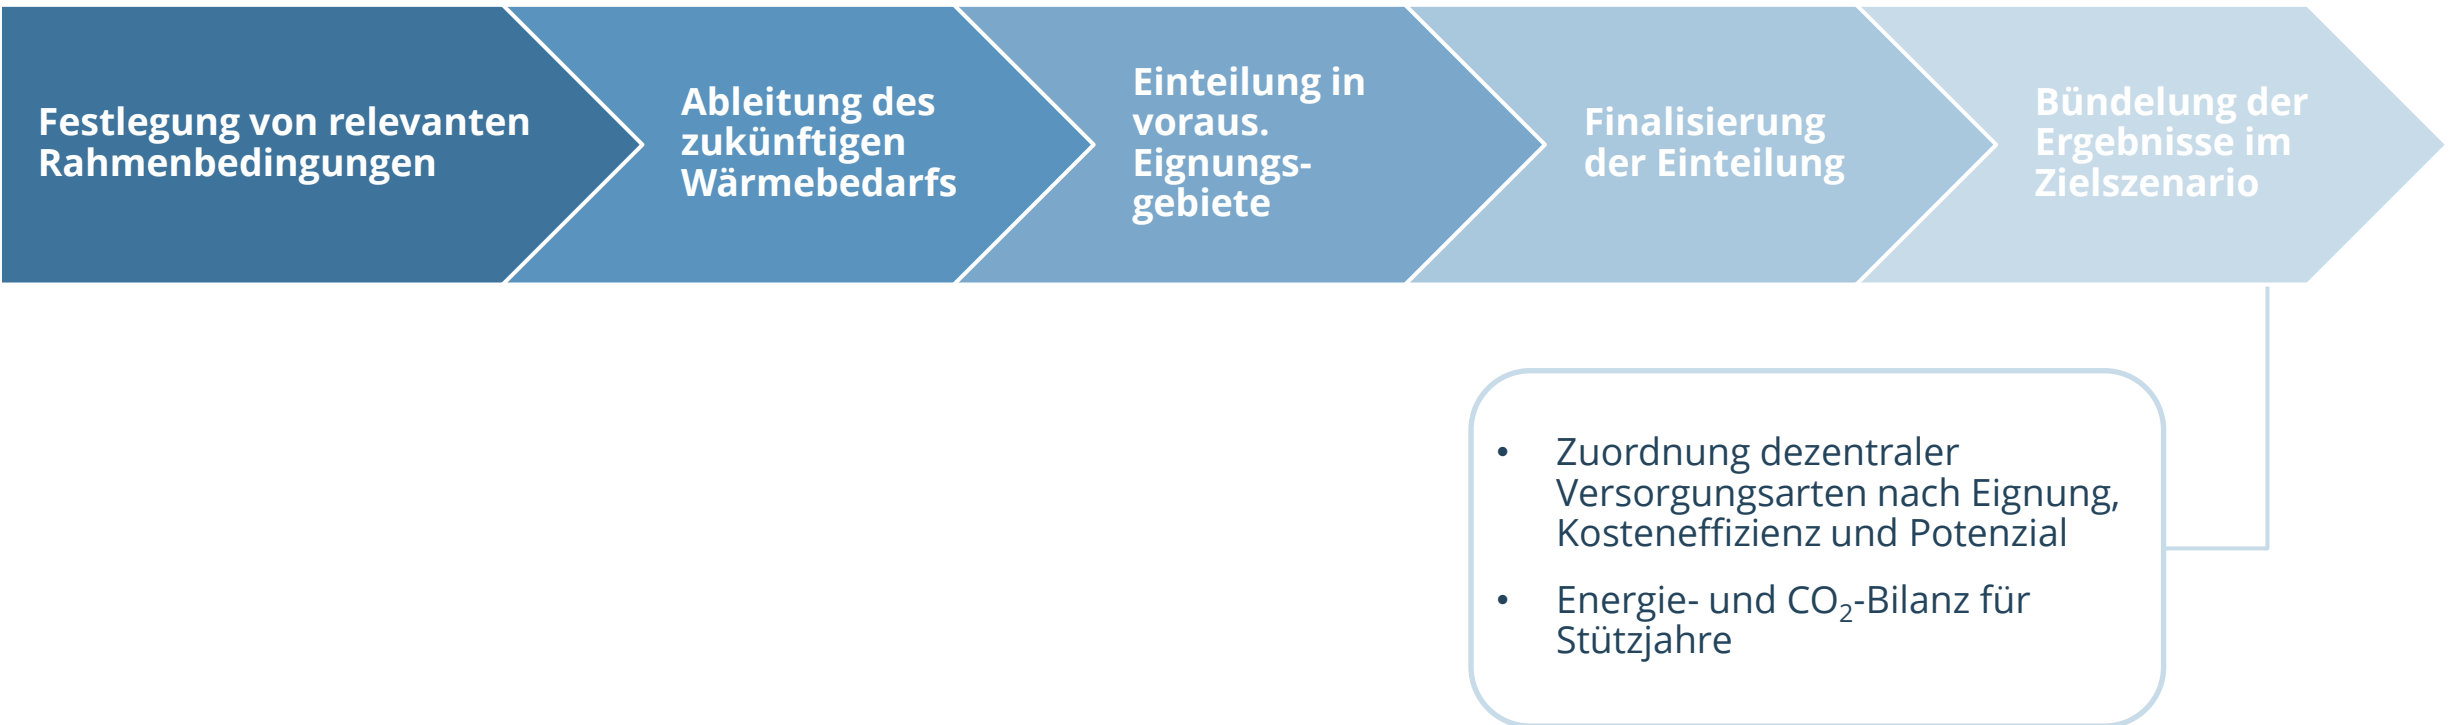 Festlegung von relevanten
Rahmenbedingungen
Ableitung des
zukünftigen
Wärmebedarfs
Einteilung in
voraus.
Eignungs-
gebiete
Finalisierung
der Einteilung
Bündelung der
Ergebnisse im
Zielszenario
• Zuordnung dezentraler
Versorgungsarten nach Eignung,
Kosteneffizienz und Potenzial
• Energie- und CO₂-Bilanz für
Stützjahre